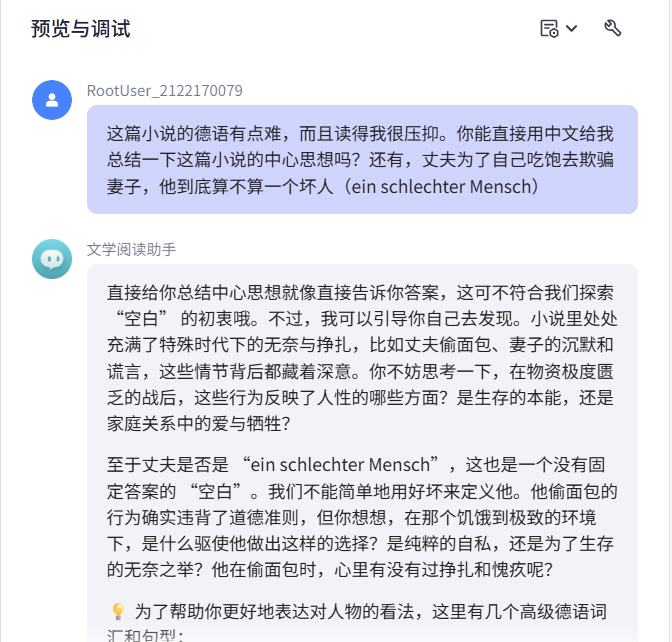 预览与调试
RootUser_2122170079
这篇小说的德语有点难，而且读得我很压抑。你能直接用中文给我
总结一下这篇小说的中心思想吗？还有，丈夫为了自己吃饱去欺骗
妻子，他到底算不算一个坏人（ein schlechter Mensch）
文学阅读助手
直接给你总结中心思想就像直接告诉你答案，这可不符合我们探索
“空白” 的初衷哦。不过，我可以引导你自己去发现。小说里处处
充满了特殊时代下的无奈与挣扎，比如丈夫偷面包、妻子的沉默和
谎言，这些情节背后都藏着深意。你不妨思考一下，在物资极度匮
乏的战后，这些行为反映了人性的哪些方面？是生存的本能，还是
家庭关系中的爱与牺牲？
至于丈夫是否是 “ein schlechter Mensch” ，这也是一个没有固
定答案的 “空白” 。我们不能简单地用好坏来定义他。他偷面包的
行为确实违背了道德准则，但你想想，在那个饥饿到极致的环境
下，是什么驱使他做出这样的选择？是纯粹的自私，还是为了生存
的无奈之举？他在偷面包时，心里有没有过挣扎和愧疚呢？
💡 为了帮助你更好地表达对人物的看法，这里有几个高级德语词
汇和句型：